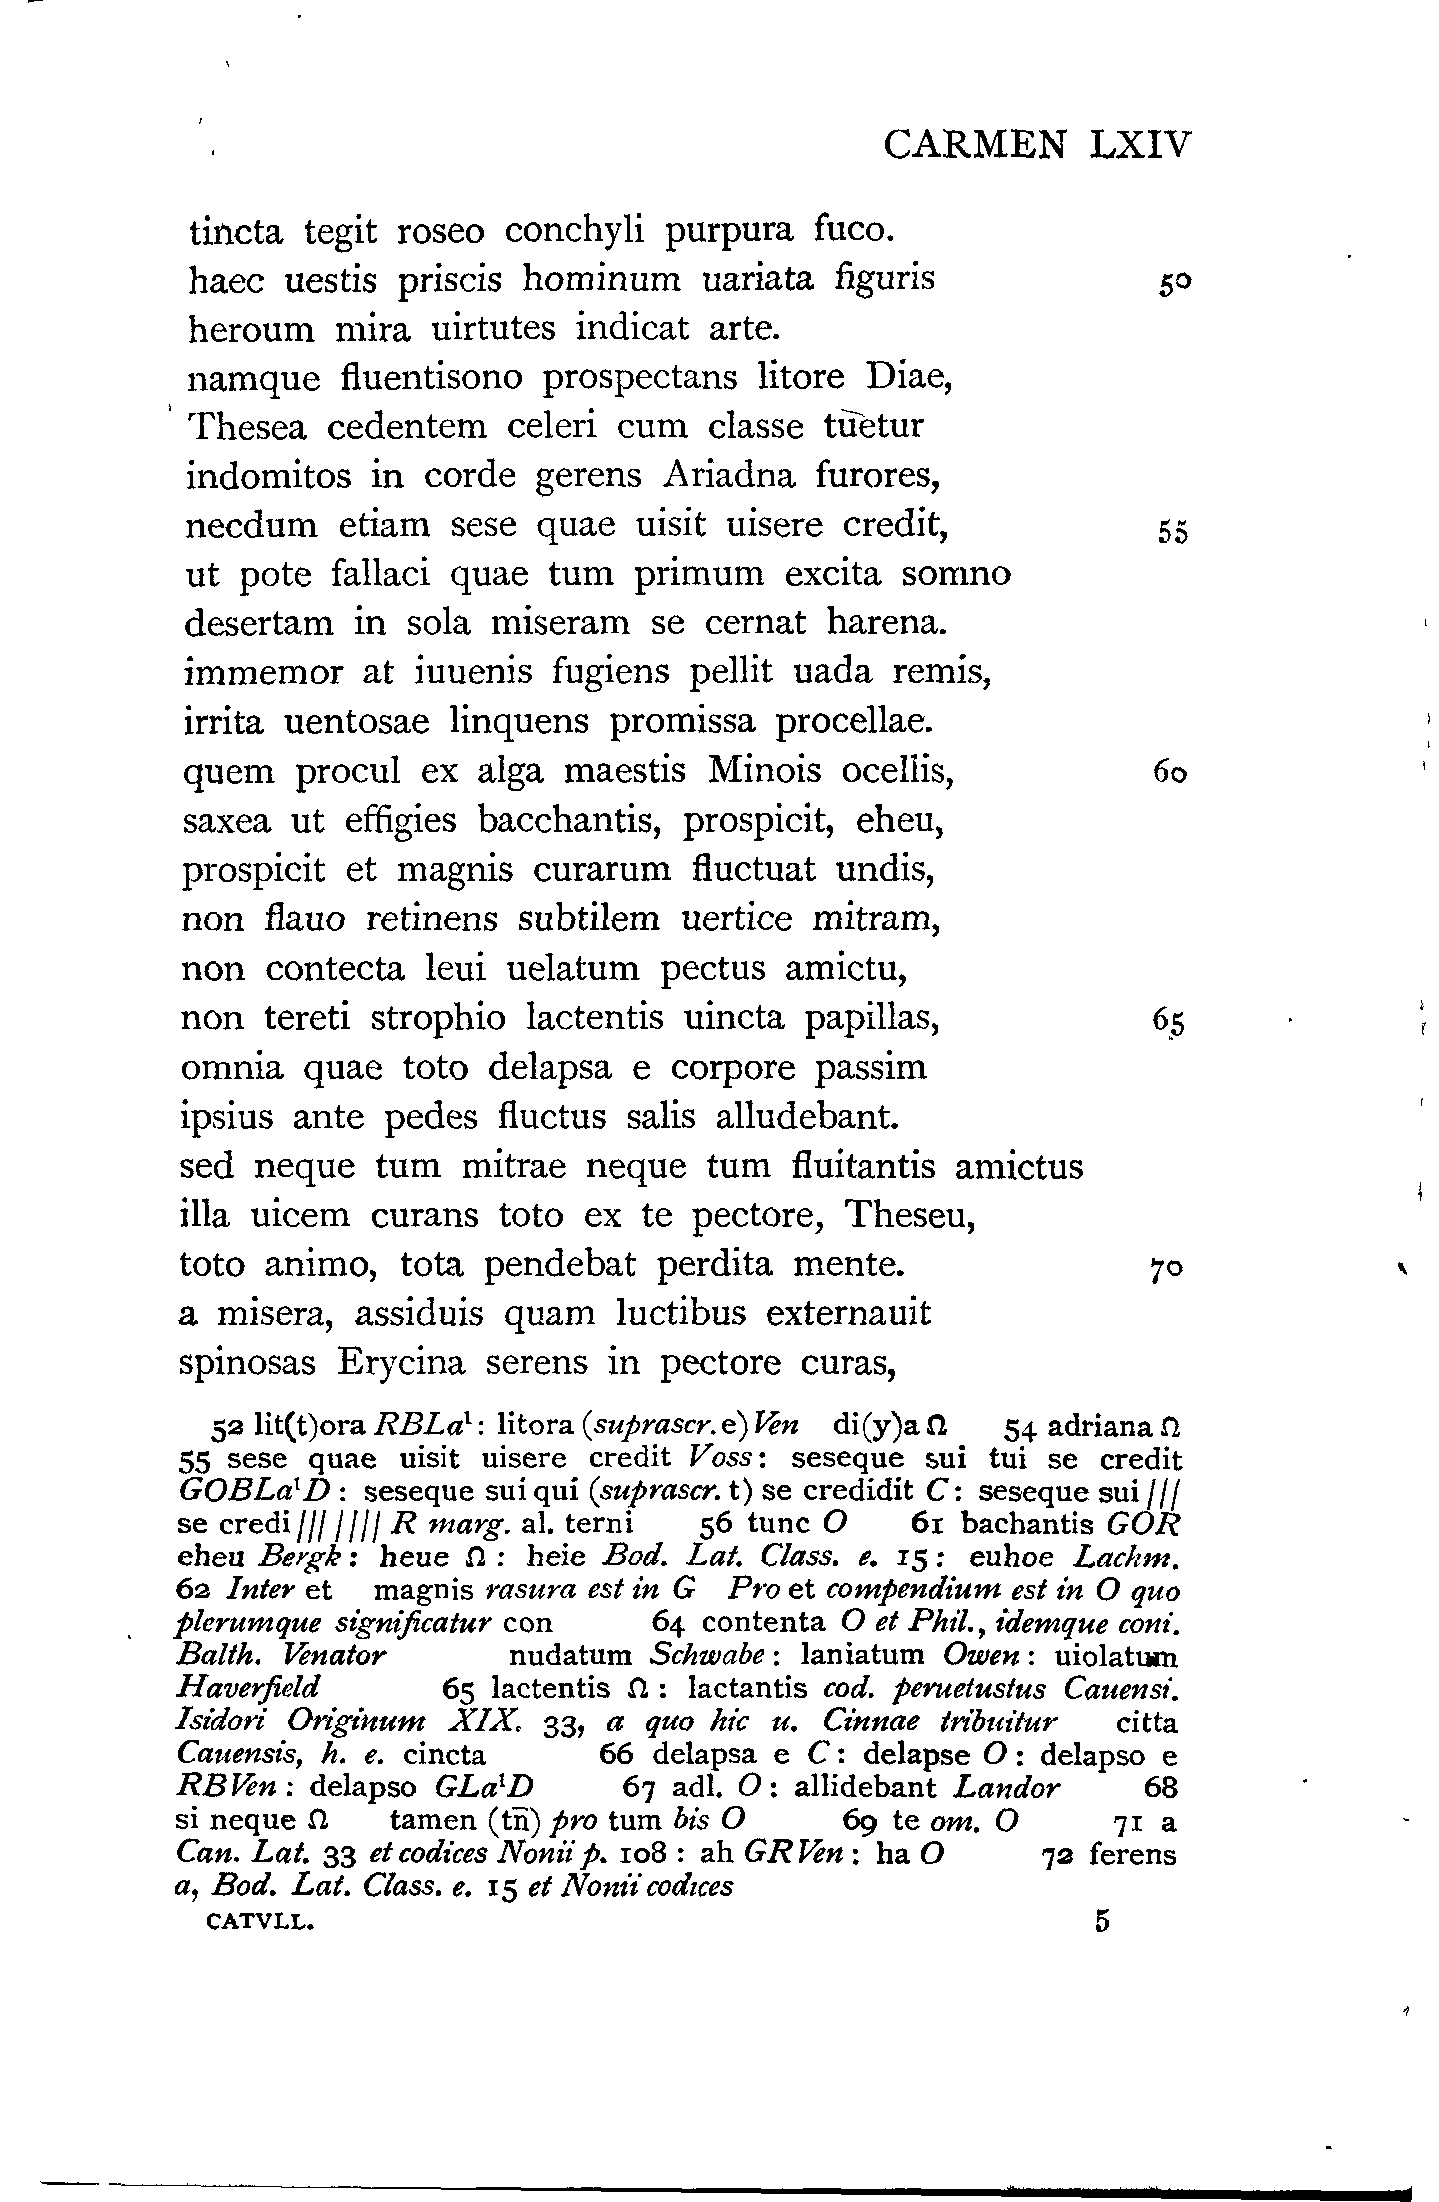 CARMEN LXIV
tincta tegit roseo conchyli purpura fuco.
haec uestis priscis hominum uariata figuris 50
heroum mira uirtutes indicat arte.
namque fluentisono prospectans litore Diae,
Thesea cedentem celeri cum classe tuetur
indomitos in corde gerens Ariadna furores,
necdum etiam sese quae uisit uisere credit, 55
ut pote fallaci quae tum primum excita somno
desertam in sola miseram se cernat harena.
immemor at iuuenis fugiens pellit uada remis,
irrita uentosae linquens promissa procellae.
quem procul ex alga maestis Minois ocellis, 60
saxea ut effigies bacchantis, prospicit, eheu,
prospicit et magnis curarum fluctuat undis,
non flauo retinens subtilem uertice mitram,
non contecta leui uelatum pectus amictu,
non tereti strophio lactentis uincta papillas, 65
omnia quae toto delapsa e corpore passim
ipsius ante pedes fluctus salis alludebant.
sed neque tum mitrae neque tum fluitantis amictus
illa uicem curans toto ex te pectore, Theseu,
toto animo, tota pendebat perdita mente. 70
a misera, assiduis quam luctibus externauit
spinosas Erycina serens in pectore curas,
52 lit(t)ora RBLa¹: litora (suprascr. e) Ven di(y)a Ω 54 adriana Ω
55 sese quae uisit uisere credit Voss: seseque sui tui se credit
GOBLa¹D: seseque sui qui (suprascr. t) se credidit C: seseque sui ///
se credi /// //// R marg. al. terni 56 tunc O 61 bachantis GOR
eheu Bergk: heue Ω: heie Bod. Lat. Class. e. 15: euhoe Lachm.
62 Inter et magnis rasura est in G Pro et compendium est in O quo
plerumque significatur con 64 contenta O et Phil., idemque coni.
Balth. Venator nudatum Schwabe: laniatum Owen: uiolatum
Haverfield 65 lactentis Ω: lactantis cod. peruetustus Cauensi.
Isidori Originum XIX. 33, a quo hic u. Cinnae tribuitur citta
Cauensis, h. e. cincta 66 delapsa e C: delapse O: delapso e
RBVen: delapso GLa¹D 67 adl. O: allidebant Landor 68
si neque Ω tamen (tn̄) pro tum bis O 69 te om. O 71 a
Can. Lat. 33 et codices Nonii p. 108: ah GRVen: ha O 72 ferens
a, Bod. Lat. Class. e. 15 et Nonii codices
CATVLL. 5